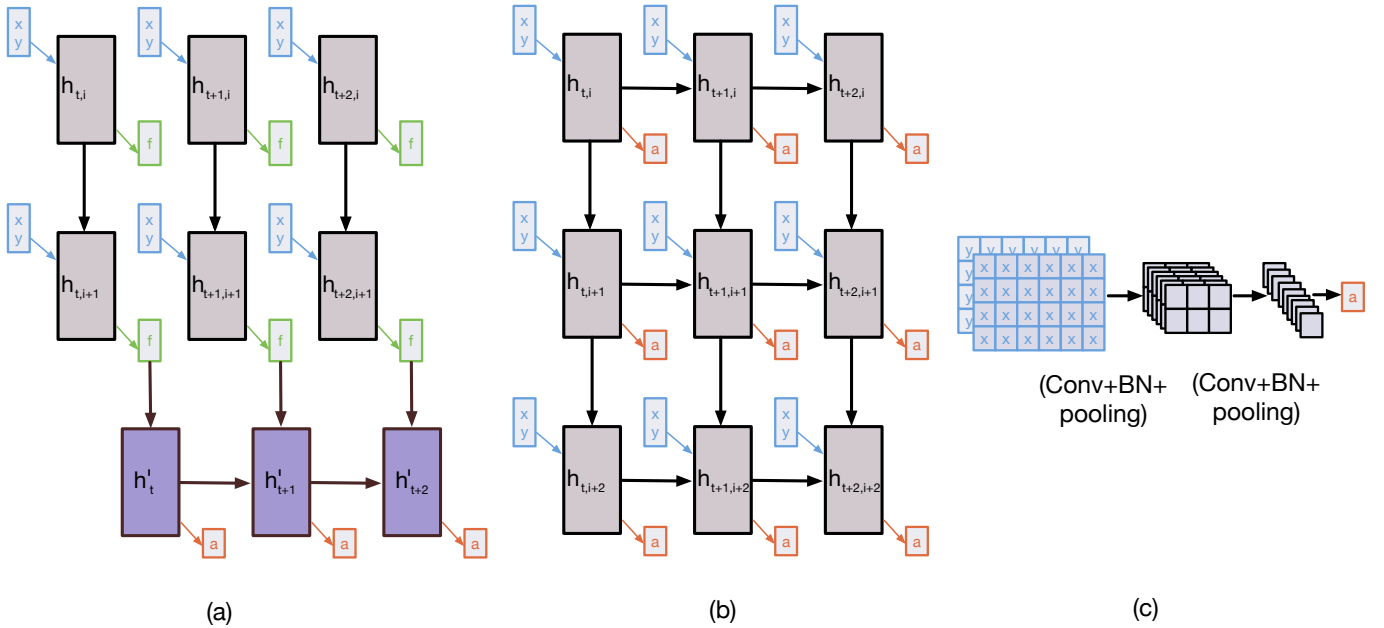 x x x
y y y
h t,i h t+1,i h t+2,i
f f f
x x x
y y y
h t,i+1 h t+1,i+1 h t+2,i+1
f f f
h' t h' t+1 h' t+2
a a a
(a)
x x x
y y y
h t,i h t+1,i h t+2,i
a a a
x x x
y y y
h t,i+1 h t+1,i+1 h t+2,i+1
a a a
x x x
y y y
h t,i+2 h t+1,i+2 h t+2,i+2
a a a
(b)
y y y y y y
y x x x x x x
y x x x x x x
y x x x x x x
x x x x x x
a
(Conv+BN+
pooling)
(Conv+BN+
pooling)
(c)